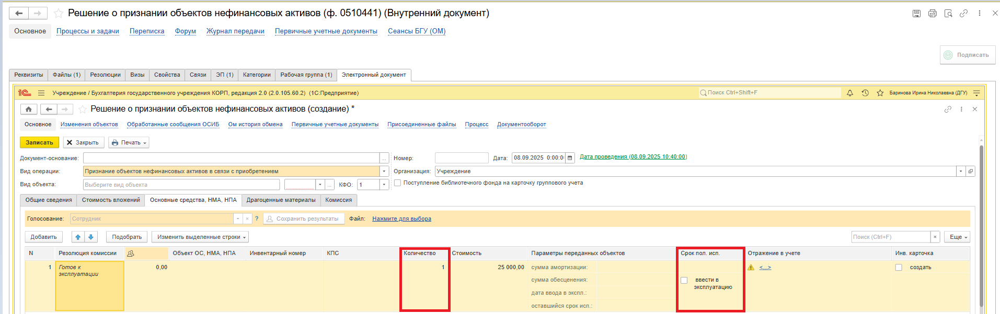 Решение о признании объектов нефинансовых активов (ф. 0510441) (Внутренний документ)
Основное Процессы и задачи Переписка Форум Журнал передачи Первичные учетные документы Сеансы БГУ (ОМ)
Подписать
Реквизиты Файлы (1) Резолюции Визы Свойства Связи ЭП (1) Категории Рабочая группа (1) Электронный документ
1С Учреждение / Бухгалтерия государственного учреждения КОРП, редакция 2.0 (2.0.105.60.2) (1С:Предприятие) Поиск Ctrl+Shift+F Баринова Ирина Николаевна (ДГУ)
Решение о признании объектов нефинансовых активов (создание) *
Основное Изменения объектов Обработанные сообщения ОСИБ Ом история обмена Первичные учетные документы Присоединенные файлы Процесс Документооборот
Записать Закрыть Печать
Документ-основание: ... Номер: Дата: 08.09.2025 0:00:0 Дата проведения (08.09.2025 10:40:00)
Вид операции: Признание объектов нефинансовых активов в связи с приобретением Организация: Учреждение
Вид объекта: Выберите вид объекта ... КФО: 1 Поступление библиотечного фонда на карточку группового учета
Общие сведения Стоимость вложений Основные средства, НМА, НПА Драгоценные материалы Комиссия
Голосование: Сотрудник ? Сохранить результаты Файл: Нажмите для выбора
Добавить Подобрать Изменить выделенные строки Поиск (Ctrl+F) × Еще
N Резолюция комиссии Объект ОС, НМА, НПА Инвентарный номер КПС Количество Стоимость Параметры переданных объектов Срок пол. исп. Отражение в учете Инв. карточка
1 Готов к эксплуатации 0,00 1 25 000,00 сумма амортизации: <...> создать
сумма обесценения: ввести в эксплуатацию
дата ввода в экспл.:
оставшийся срок исп.: